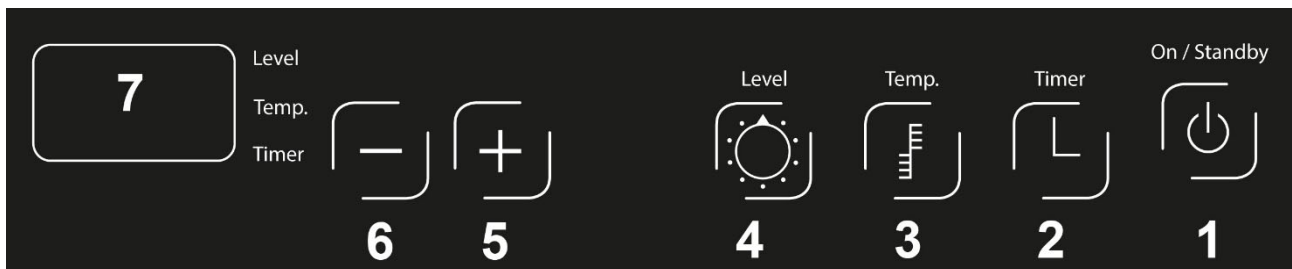 7
Level
Temp.
Timer
Level
Temp.
Timer
On / Standby
6
5
4
3
2
1